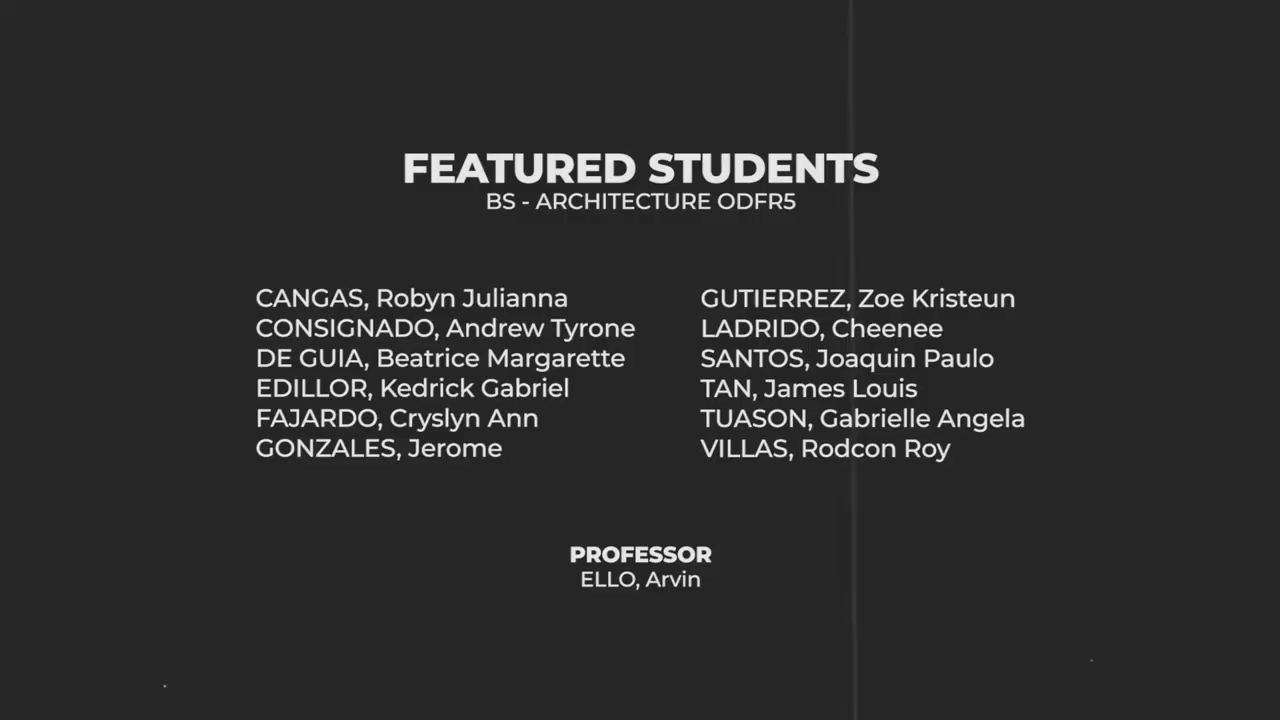 FEATURED STUDENTS
BS - ARCHITECTURE ODFR5
CANGAS, Robyn Julianna
CONSIGNADO, Andrew Tyrone
DE GUIA, Beatrice Margarette
EDILLOR, Kedrick Gabriel
FAJARDO, Cryslyn Ann
GONZALES, Jerome
GUTIERREZ, Zoe Kristeun
LADRIDO, Cheenee
SANTOS, Joaquin Paulo
TAN, James Louis
TUASON, Gabrielle Angela
VILLAS, Rodcon Roy
PROFESSOR
ELLO, Arvin